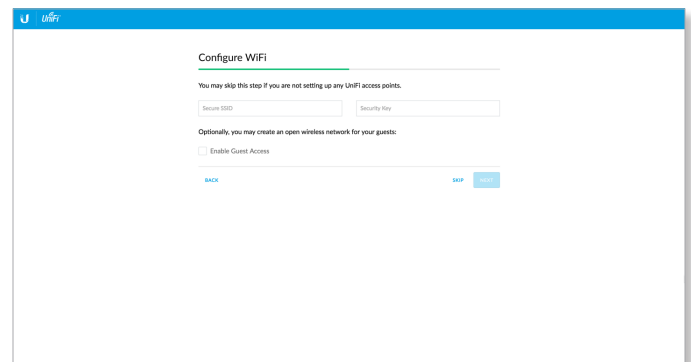 U UniFi
Configure WiFi
You may skip this step if you are not setting up any UniFi access points.
Secure SSID Security Key
Optionally, you may create an open wireless network for your guests:
Enable Guest Access
BACK SKIP NEXT